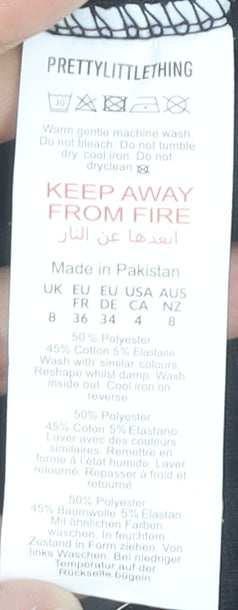 PRETTYLITTLETHING
30
Warm gentle machine wash.
Do not bleach. Do not tumble
dry. cool iron. Do not
dryclean
KEEP AWAY
FROM FIRE
ابعدها عن النار
Made in Pakistan
UK EU EU USA AUS
FR DE CA NZ
8 36 34 4 8
50% Polyester
45% Cotton 5% Elastane
Wash with similar colours.
Reshape whilst damp. Wash
inside out. Cool iron on
reverse
50% Polyester
45% Coton 5% Elastano
Laver avec des couleurs
similaires. Remettre en
forme à l'état humide. Laver
retourné. Repasser à froid et
retourné
50% Polyester
45% Baumwolle 5% Elastan
Mit ähnlichen Farben
waschen. In feuchtem
Zustand in Form ziehen. Von
links Waschen. Bei niedriger
Temperatur auf der
Rückseite bügeln